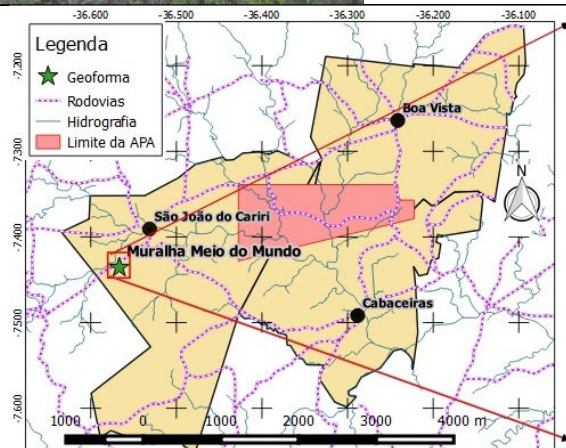 -36.600 -36.500 -36.400 -36.300 -36.200 -36.100
Legenda
Geoforma
Rodovias
Hidrografia
Limite da APA
-7.200
-7.300
-7.400
-7.500
-7.600
Boa Vista
N
São João do Cariri
Muralha Meio do Mundo
Cabaceiras
1000 0 1000 2000 3000 4000 m